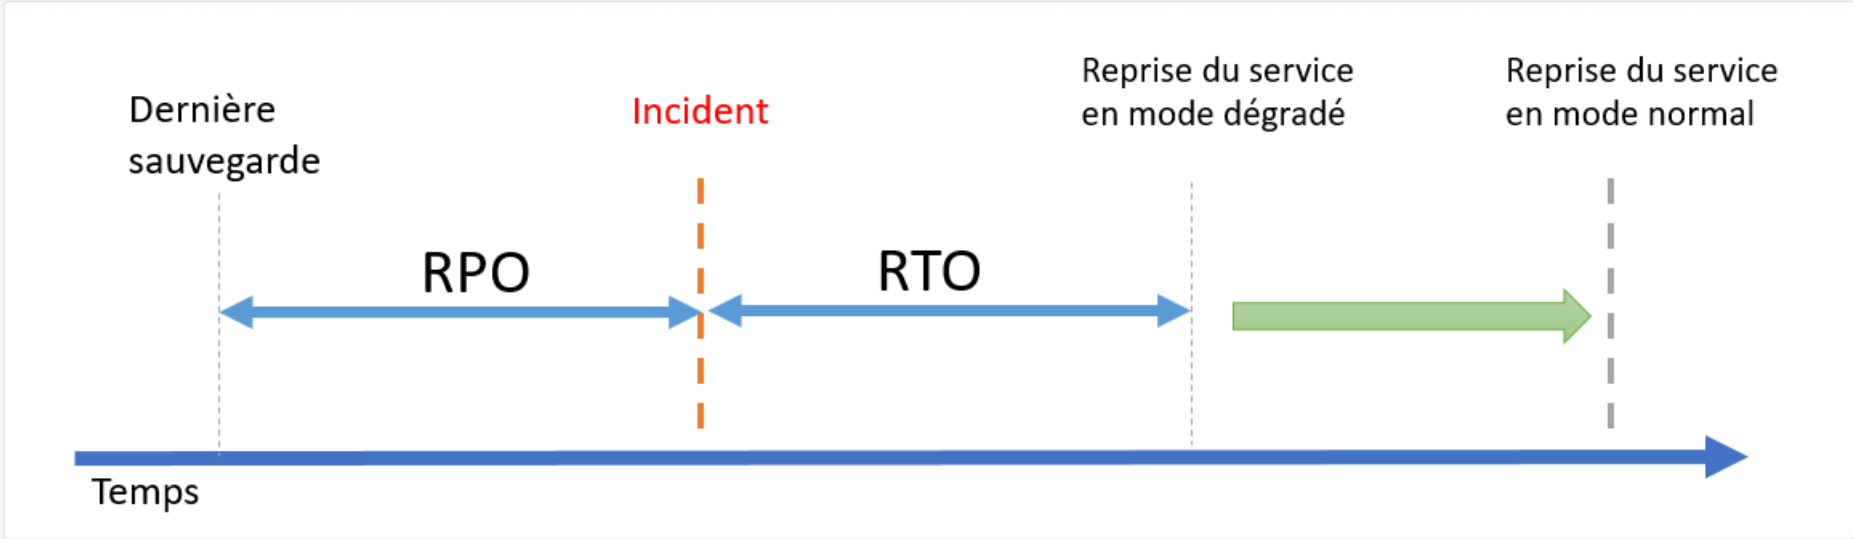 Dernière
sauvegarde
Incident
Reprise du service
en mode dégradé
Reprise du service
en mode normal
RPO
RTO
Temps